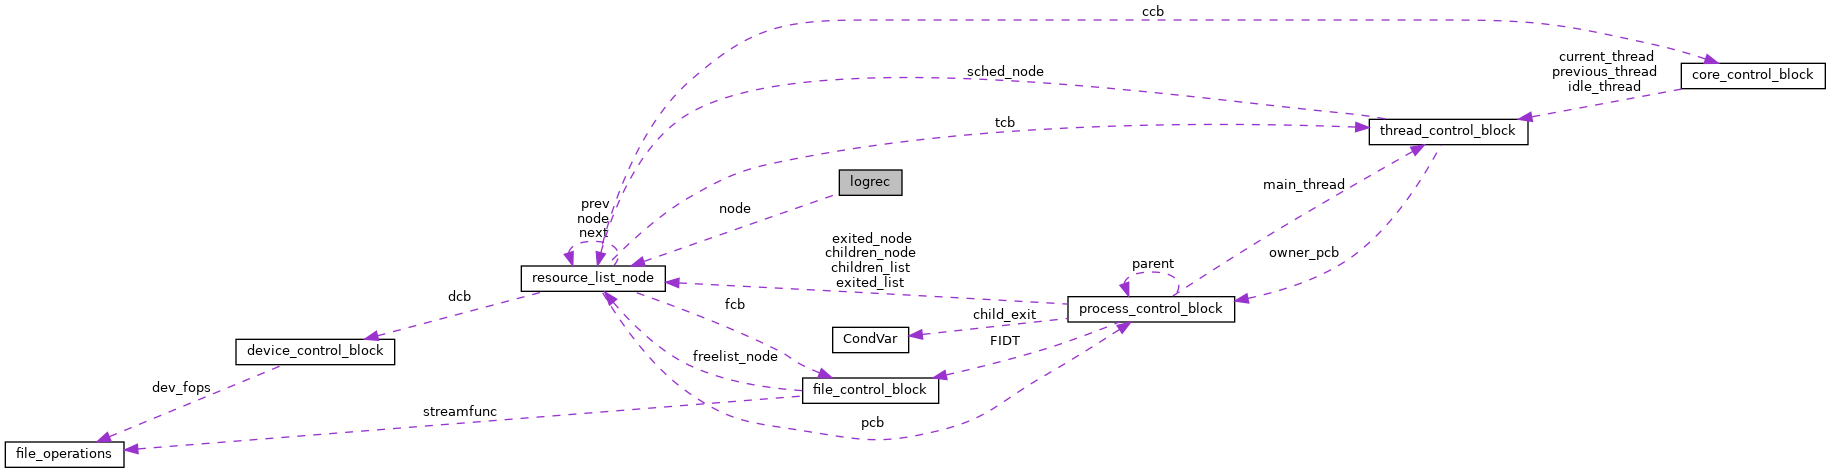 ccb
current_thread
previous_thread
idle_thread
sched_node
core_control_block
tcb
thread_control_block
logrec
main_thread
prev
node
next
node
exited_node
children_node
children_list
exited_list
owner_pcb
parent
resource_list_node
dcb
fcb
process_control_block
child_exit
CondVar
FIDT
device_control_block
freelist_node
dev_fops
file_control_block
streamfunc
pcb
file_operations